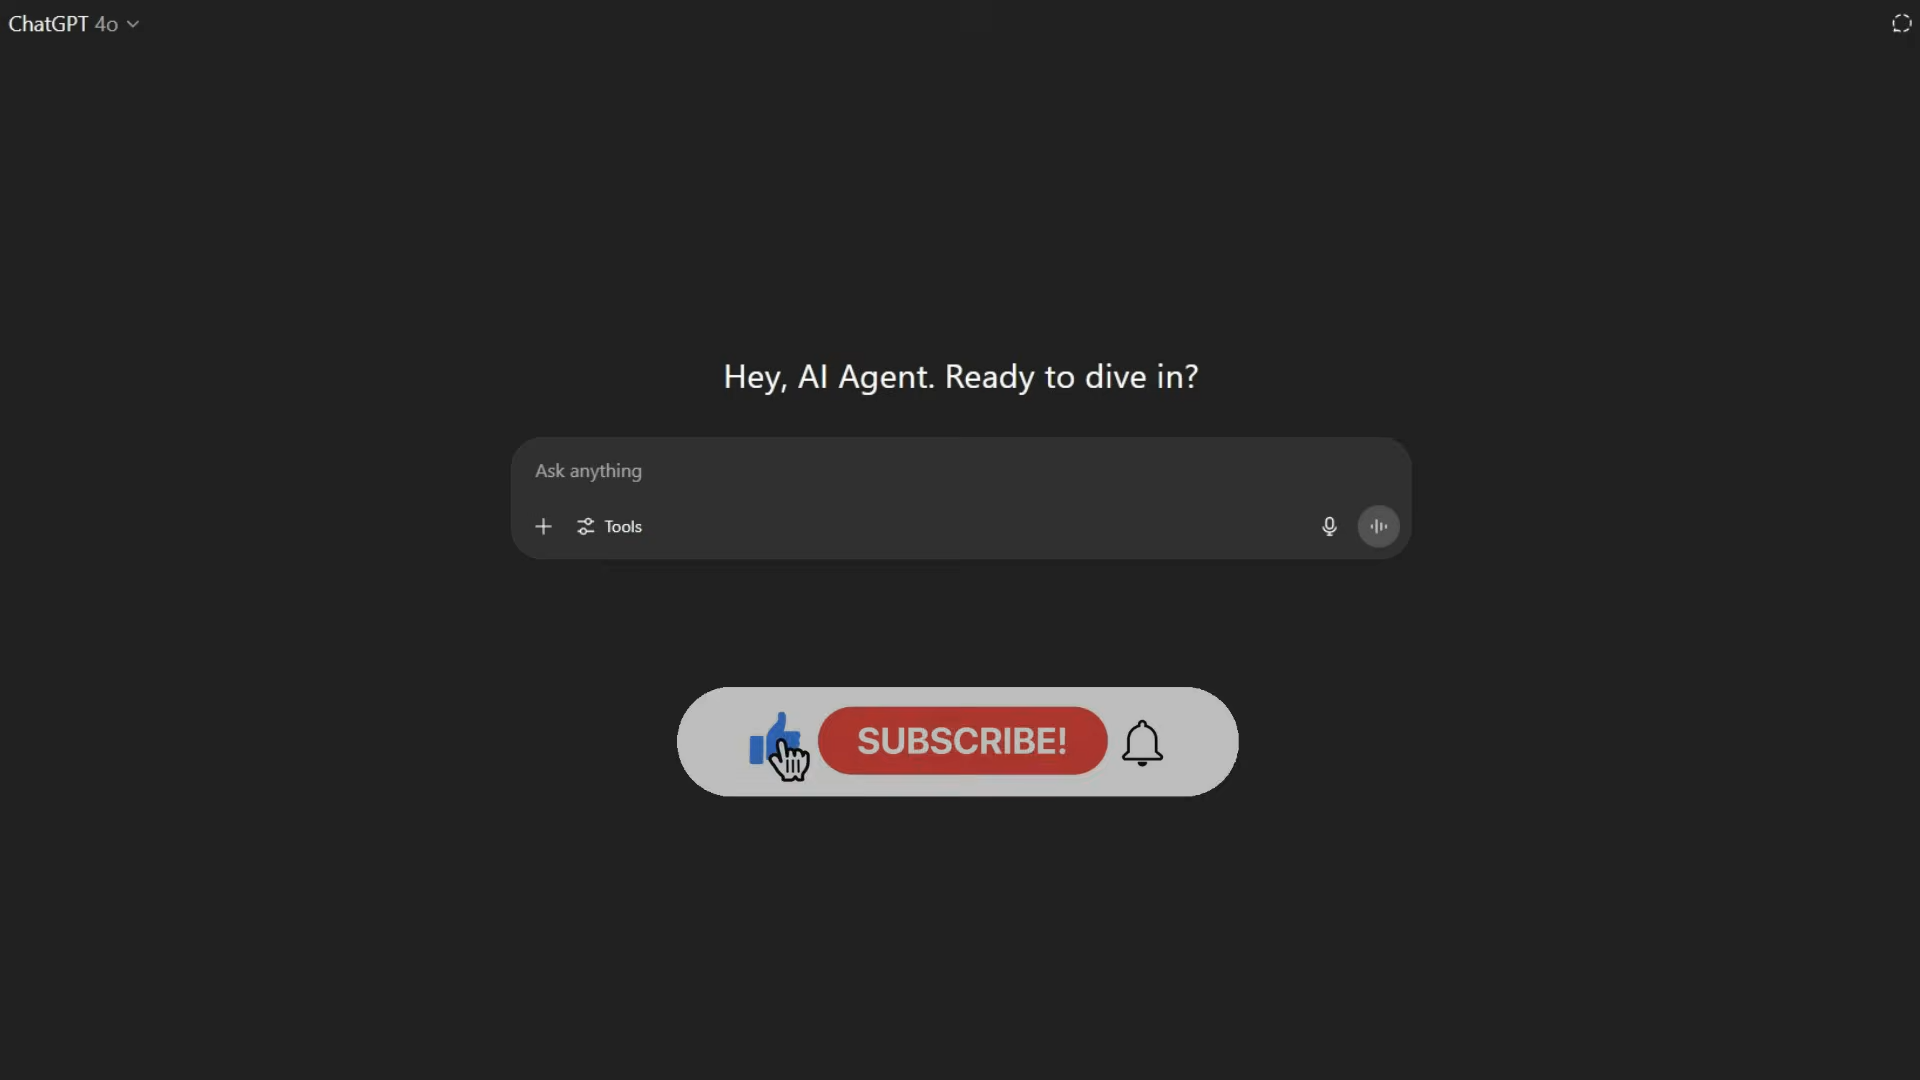 ChatGPT 4o
Hey, AI Agent. Ready to dive in?
Ask anything
Tools
SUBSCRIBE!